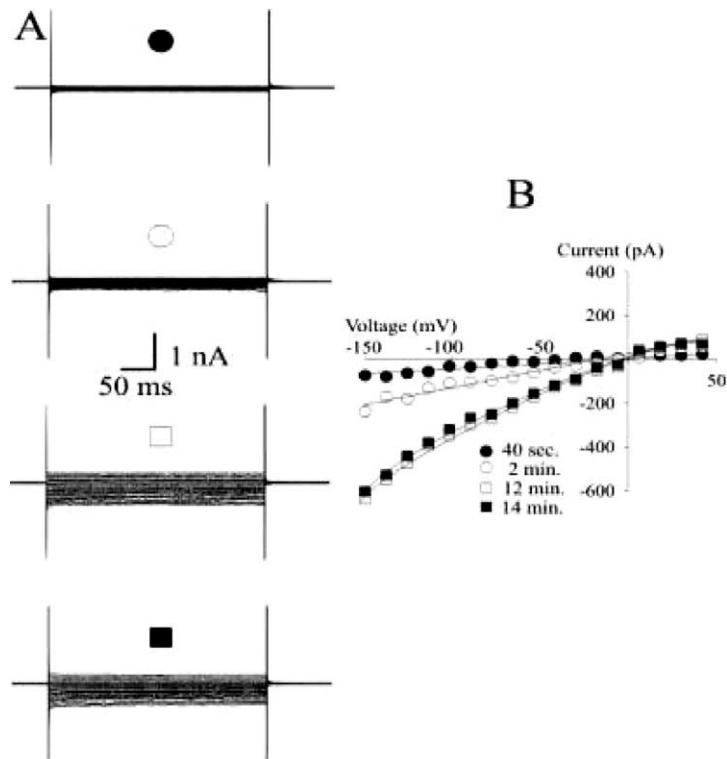 A
1 nA
50 ms
B
Current (pA)
400
200
Voltage (mV)
-150
-100
-50
50
-200
-400
-600
40 sec.
2 min.
12 min.
14 min.